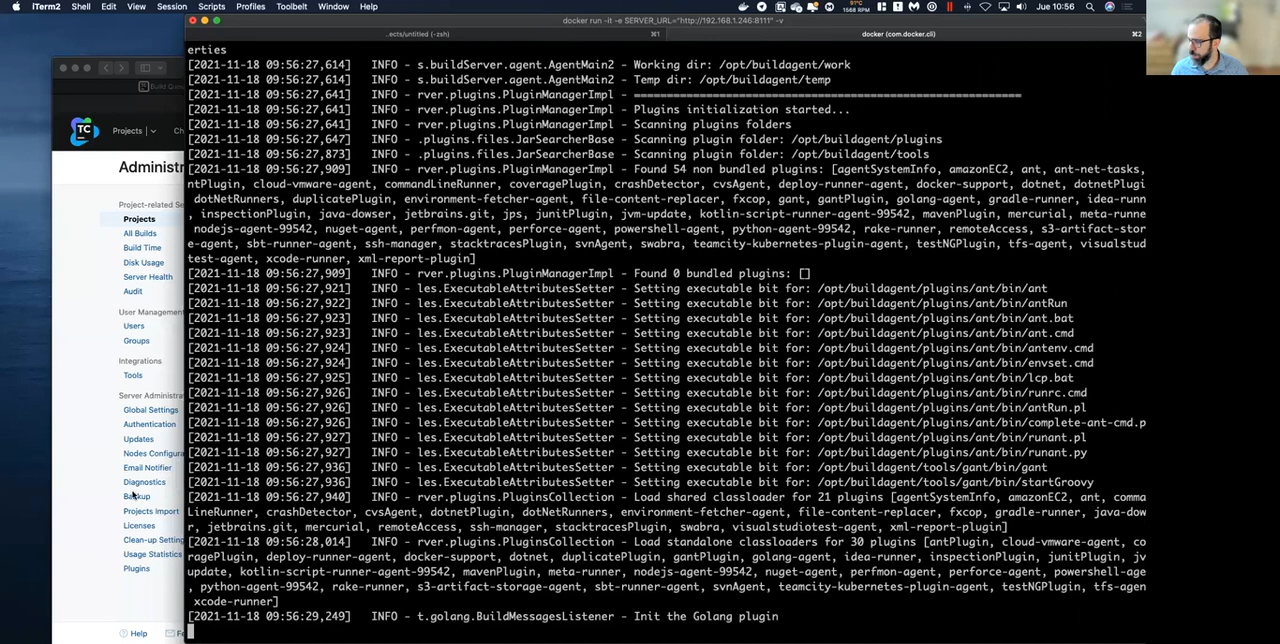 iTerm2 Shell Edit View Session Scripts Profiles Toolbelt Window Help
91°C
1568 RPM
Jue 10:56
docker run -it -e SERVER_URL="http://192.168.1.246:8111" -v
..ects/untitled (-zsh) ⌘1
docker (com.docker.cli) ⌘2
Build Queue
TC
Projects
Administr
Project-related Se
Projects
All Builds
Build Time
Disk Usage
Server Health
Audit
User Management
Users
Groups
Integrations
Tools
Server Administra
Global Settings
Authentication
Updates
Nodes Configura
Email Notifier
Diagnostics
Backup
Projects Import
Licenses
Clean-up Setting
Usage Statistics
Plugins
Help
erties
[2021-11-18 09:56:27,614] INFO - s.buildServer.agent.AgentMain2 - Working dir: /opt/buildagent/work
[2021-11-18 09:56:27,614] INFO - s.buildServer.agent.AgentMain2 - Temp dir: /opt/buildagent/temp
[2021-11-18 09:56:27,641] INFO - rver.plugins.PluginManagerImpl - ===========================================================
[2021-11-18 09:56:27,641] INFO - rver.plugins.PluginManagerImpl - Plugins initialization started...
[2021-11-18 09:56:27,641] INFO - rver.plugins.PluginManagerImpl - Scanning plugins folders
[2021-11-18 09:56:27,647] INFO - .plugins.files.JarSearcherBase - Scanning plugin folder: /opt/buildagent/plugins
[2021-11-18 09:56:27,873] INFO - .plugins.files.JarSearcherBase - Scanning plugin folder: /opt/buildagent/tools
[2021-11-18 09:56:27,909] INFO - rver.plugins.PluginManagerImpl - Found 54 non bundled plugins: [agentSystemInfo, amazonEC2, ant, ant-net-tasks,
ntPlugin, cloud-vmware-agent, commandLineRunner, coveragePlugin, crashDetector, cvsAgent, deploy-runner-agent, docker-support, dotnet, dotnetPlugi
dotNetRunners, duplicatePlugin, environment-fetcher-agent, file-content-replacer, fxcop, gant, gantPlugin, golang-agent, gradle-runner, idea-runn
, inspectionPlugin, java-dowser, jetbrains.git, jps, junitPlugin, jvm-update, kotlin-script-runner-agent-99542, mavenPlugin, mercurial, meta-runne
nodejs-agent-99542, nuget-agent, perfmon-agent, perforce-agent, powershell-agent, python-agent-99542, rake-runner, remoteAccess, s3-artifact-stor
e-agent, sbt-runner-agent, ssh-manager, stacktracesPlugin, svnAgent, swabra, teamcity-kubernetes-plugin-agent, testNGPlugin, tfs-agent, visualstud
test-agent, xcode-runner, xml-report-plugin]
[2021-11-18 09:56:27,909] INFO - rver.plugins.PluginManagerImpl - Found 0 bundled plugins: []
[2021-11-18 09:56:27,921] INFO - les.ExecutableAttributesSetter - Setting executable bit for: /opt/buildagent/plugins/ant/bin/ant
[2021-11-18 09:56:27,922] INFO - les.ExecutableAttributesSetter - Setting executable bit for: /opt/buildagent/plugins/ant/bin/antRun
[2021-11-18 09:56:27,923] INFO - les.ExecutableAttributesSetter - Setting executable bit for: /opt/buildagent/plugins/ant/bin/ant.bat
[2021-11-18 09:56:27,923] INFO - les.ExecutableAttributesSetter - Setting executable bit for: /opt/buildagent/plugins/ant/bin/ant.cmd
[2021-11-18 09:56:27,924] INFO - les.ExecutableAttributesSetter - Setting executable bit for: /opt/buildagent/plugins/ant/bin/antenv.cmd
[2021-11-18 09:56:27,924] INFO - les.ExecutableAttributesSetter - Setting executable bit for: /opt/buildagent/plugins/ant/bin/envset.cmd
[2021-11-18 09:56:27,925] INFO - les.ExecutableAttributesSetter - Setting executable bit for: /opt/buildagent/plugins/ant/bin/lcp.bat
[2021-11-18 09:56:27,926] INFO - les.ExecutableAttributesSetter - Setting executable bit for: /opt/buildagent/plugins/ant/bin/runrc.cmd
[2021-11-18 09:56:27,926] INFO - les.ExecutableAttributesSetter - Setting executable bit for: /opt/buildagent/plugins/ant/bin/antRun.pl
[2021-11-18 09:56:27,926] INFO - les.ExecutableAttributesSetter - Setting executable bit for: /opt/buildagent/plugins/ant/bin/complete-ant-cmd.p
[2021-11-18 09:56:27,927] INFO - les.ExecutableAttributesSetter - Setting executable bit for: /opt/buildagent/plugins/ant/bin/runant.pl
[2021-11-18 09:56:27,927] INFO - les.ExecutableAttributesSetter - Setting executable bit for: /opt/buildagent/plugins/ant/bin/runant.py
[2021-11-18 09:56:27,936] INFO - les.ExecutableAttributesSetter - Setting executable bit for: /opt/buildagent/tools/gant/bin/gant
[2021-11-18 09:56:27,936] INFO - les.ExecutableAttributesSetter - Setting executable bit for: /opt/buildagent/tools/gant/bin/startGroovy
[2021-11-18 09:56:27,940] INFO - rver.plugins.PluginsCollection - Load shared classloader for 21 plugins [agentSystemInfo, amazonEC2, ant, comma
LineRunner, crashDetector, cvsAgent, dotnetPlugin, dotNetRunners, environment-fetcher-agent, file-content-replacer, fxcop, gradle-runner, java-dow
r, jetbrains.git, mercurial, remoteAccess, ssh-manager, stacktracesPlugin, swabra, visualstudiotest-agent, xml-report-plugin]
[2021-11-18 09:56:28,014] INFO - rver.plugins.PluginsCollection - Load standalone classloaders for 30 plugins [antPlugin, cloud-vmware-agent, co
ragePlugin, deploy-runner-agent, docker-support, dotnet, duplicatePlugin, gantPlugin, golang-agent, idea-runner, inspectionPlugin, junitPlugin, jv
update, kotlin-script-runner-agent-99542, mavenPlugin, meta-runner, nodejs-agent-99542, nuget-agent, perfmon-agent, perforce-agent, powershell-age
, python-agent-99542, rake-runner, s3-artifact-storage-agent, sbt-runner-agent, svnAgent, teamcity-kubernetes-plugin-agent, testNGPlugin, tfs-agen
xcode-runner]
[2021-11-18 09:56:29,249] INFO - t.golang.BuildMessagesListener - Init the Golang plugin